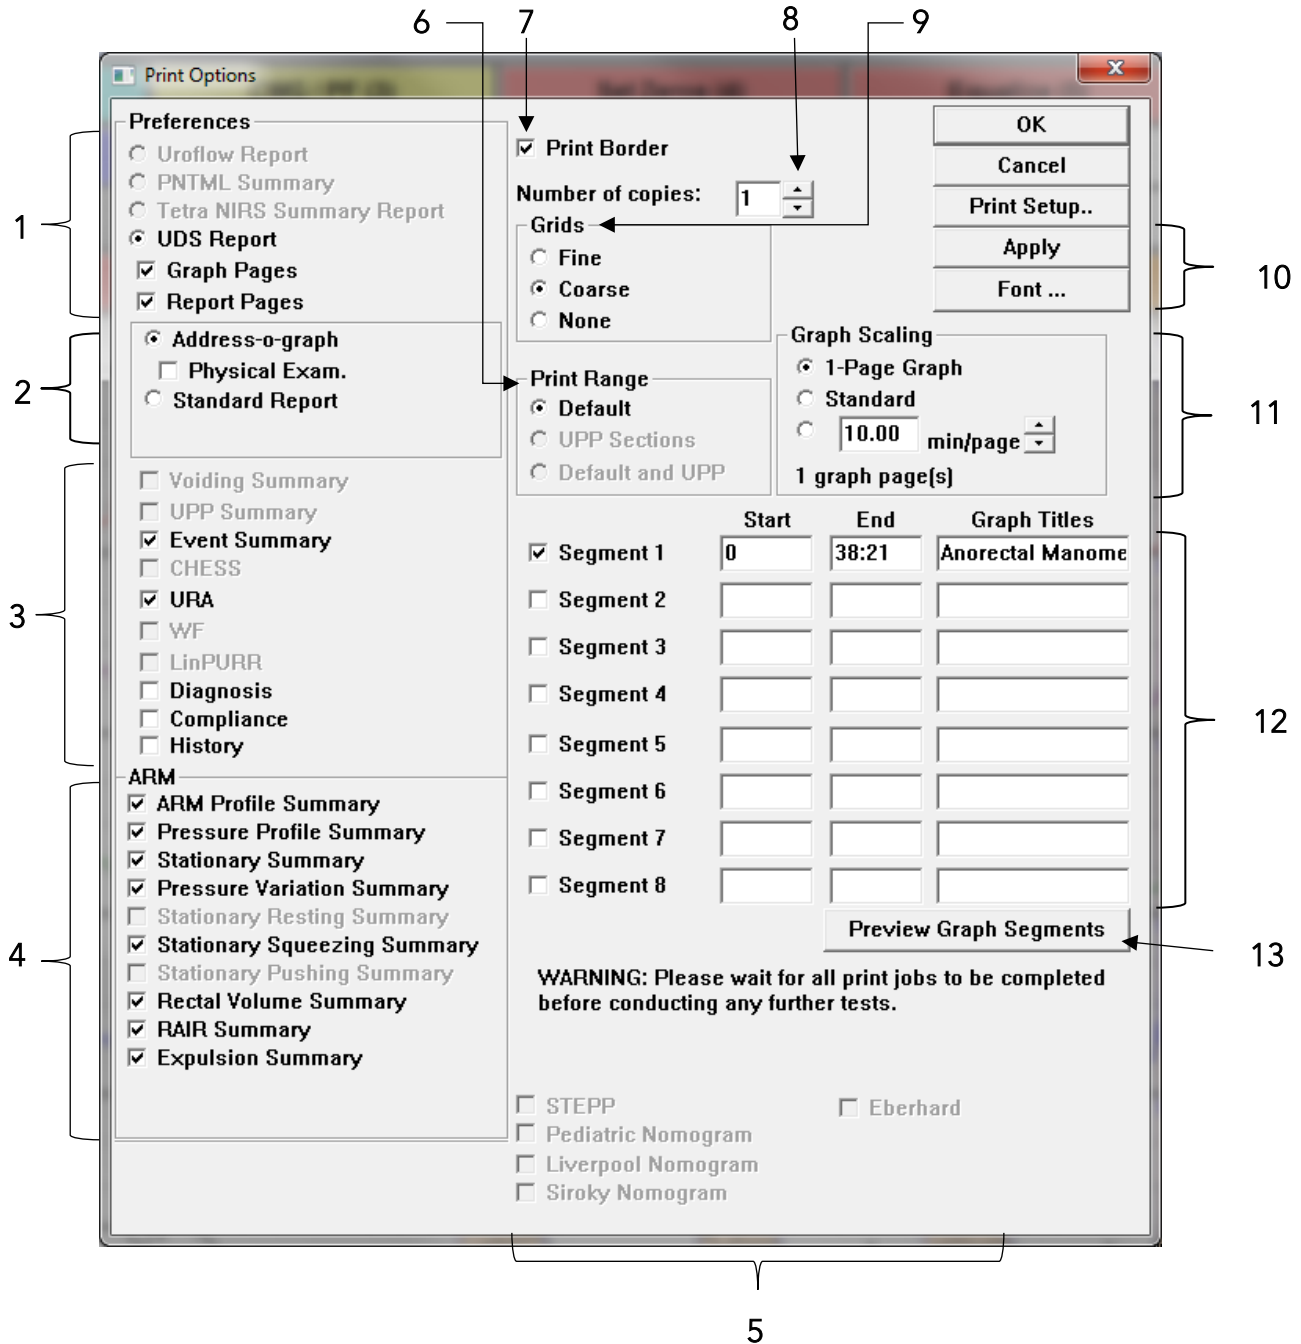 6
7
8
9
Print Options
Preferences
Uroflow Report
PNTML Summary
Tetra NIRS Summary Report
UDS Report
Graph Pages
Report Pages
1
Address-o-graph
Physical Exam.
Standard Report
2
Voiding Summary
UPP Summary
Event Summary
CHESS
URA
WF
LinPURR
Diagnosis
Compliance
History
3
ARM
ARM Profile Summary
Pressure Profile Summary
Stationary Summary
Pressure Variation Summary
Stationary Resting Summary
Stationary Squeezing Summary
Stationary Pushing Summary
Rectal Volume Summary
RAIR Summary
Expulsion Summary
4
Print Border
Number of copies: 1
Grids
Fine
Coarse
None
Print Range
Default
UPP Sections
Default and UPP
OK
Cancel
Print Setup..
Apply
Font ...
10
Graph Scaling
1-Page Graph
Standard
10.00 min/page
1 graph page(s)
11
Start End Graph Titles
Segment 1 0 38:21 Anorectal Manome
Segment 2
Segment 3
Segment 4
Segment 5
Segment 6
Segment 7
Segment 8
12
Preview Graph Segments
13
WARNING: Please wait for all print jobs to be completed
before conducting any further tests.
STEPP Eberhard
Pediatric Nomogram
Liverpool Nomogram
Siroky Nomogram
5